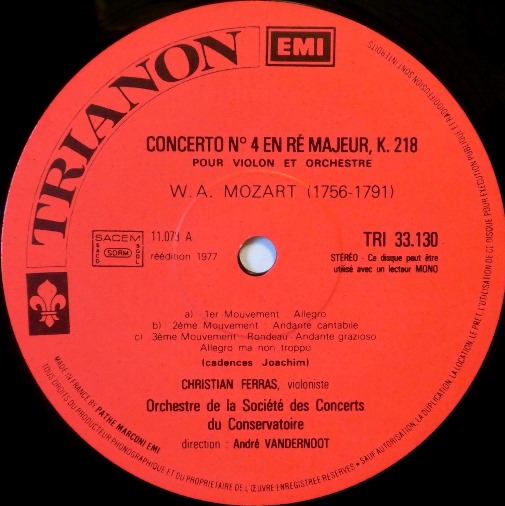 TRIANON
EMI
CONCERTO Nº 4 EN RÉ MAJEUR, K. 218
POUR VIOLON ET ORCHESTRE
W. A. MOZART (1756-1791)
SACEM
SACD
SDRM
SGDL
11.073 A
réédition 1977
TRI 33.130
STÉRÉO - Ce disque peut être
utilisé avec un lecteur MONO
a) 1er Mouvement : Allegro
b) 2ème Mouvement : Andante cantabile
c) 3ème Mouvement : Rondeau - Andante grazioso
Allegro ma non troppo
(cadences Joachim)
CHRISTIAN FERRAS, violoniste
Orchestre de la Société des Concerts
du Conservatoire
direction : André VANDERNOOT
MADE IN FRANCE BY PATHE MARCONI EMI
TOUS DROITS DU PRODUCTEUR PHONOGRAPHIQUE ET DU PROPRIETAIRE DE L'ŒUVRE ENREGISTREE RESERVES • SAUF AUTORISATION, LA DUPLICATION, LA LOCATION, LE PRET, L'UTILISATION DE CE DISQUE POUR EXECUTION PUBLIQUE ET RADIODIFFUSION SONT INTERDITS